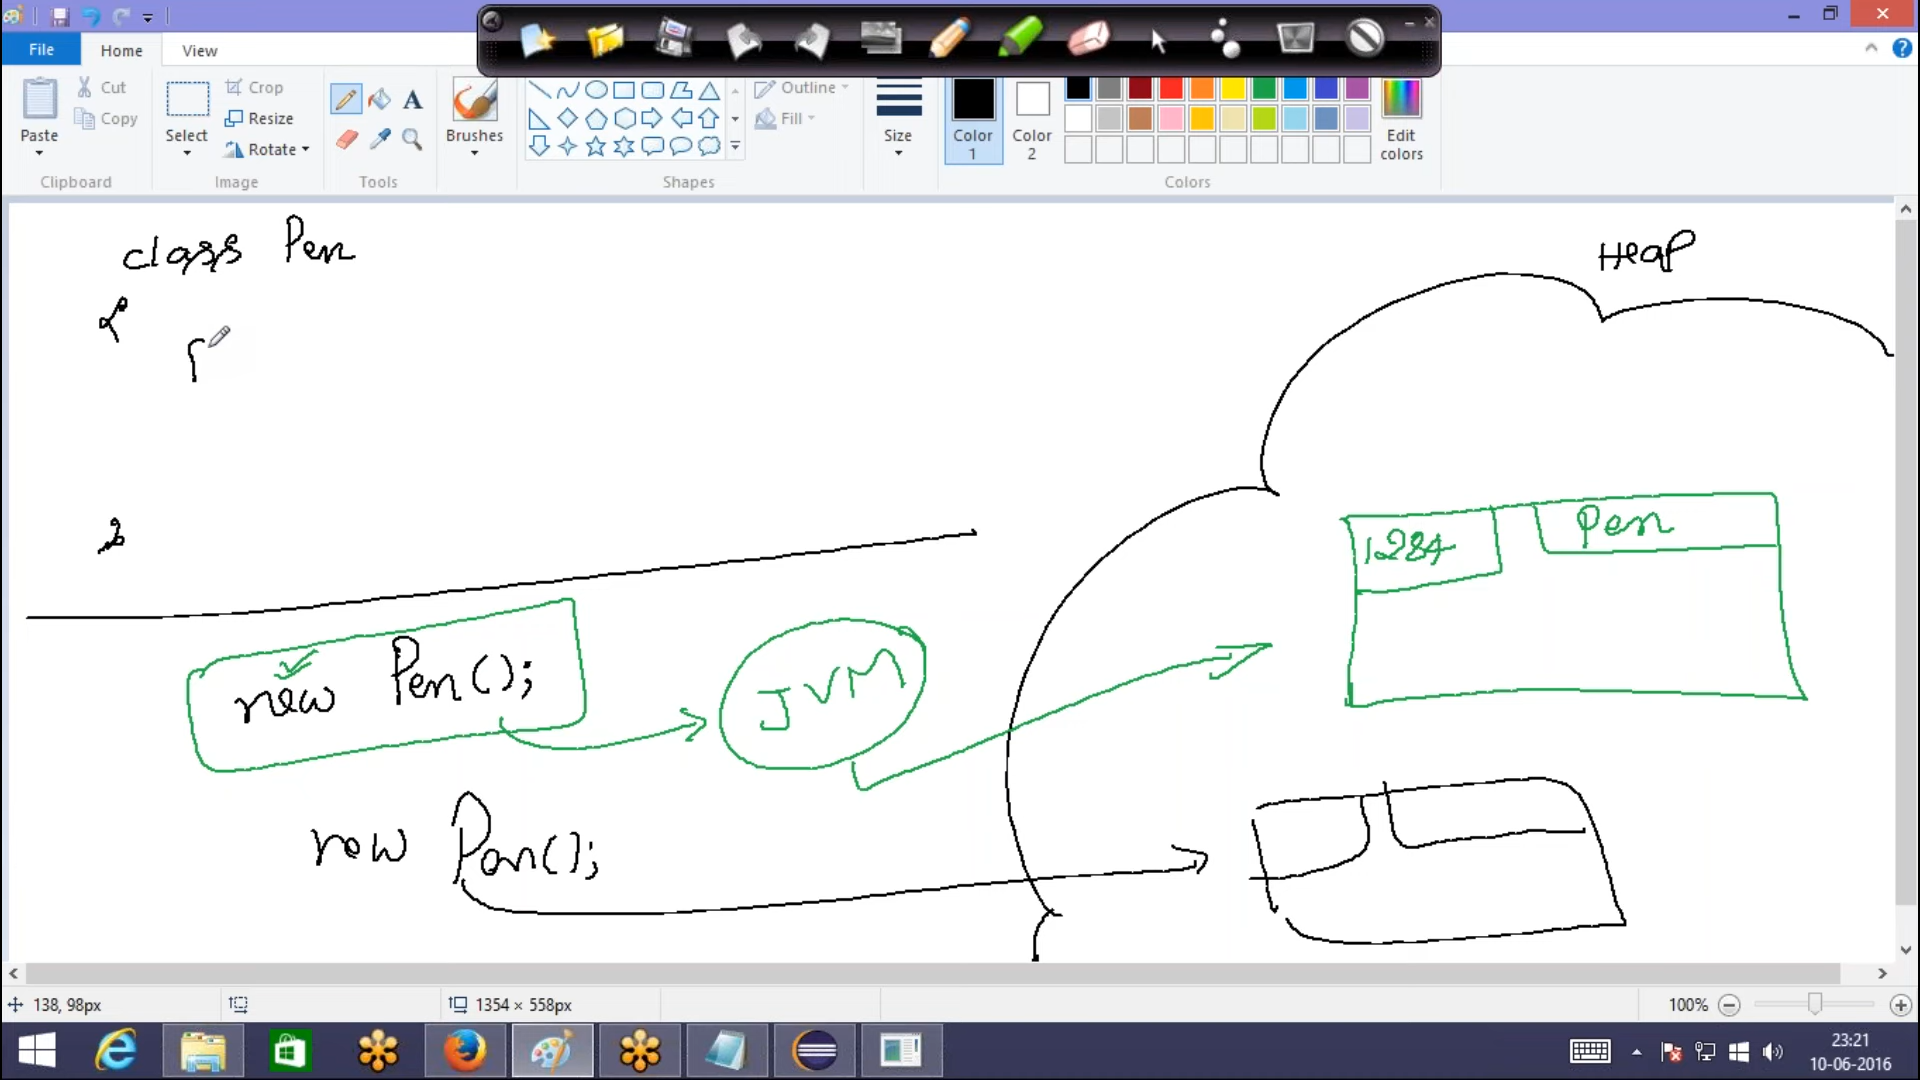 File
Home
View
Paste
Cut
Copy
Clipboard
Select
Crop
Resize
Rotate
Image
Tools
Brushes
Shapes
Outline
Fill
Size
Color 1
Color 2
Edit colors
Colors
class Pen
{
Heap
}
1284
Pen
new Pen();
JVM
new Pen();
138, 98px
1354 × 558px
100%
23:21
10-06-2016